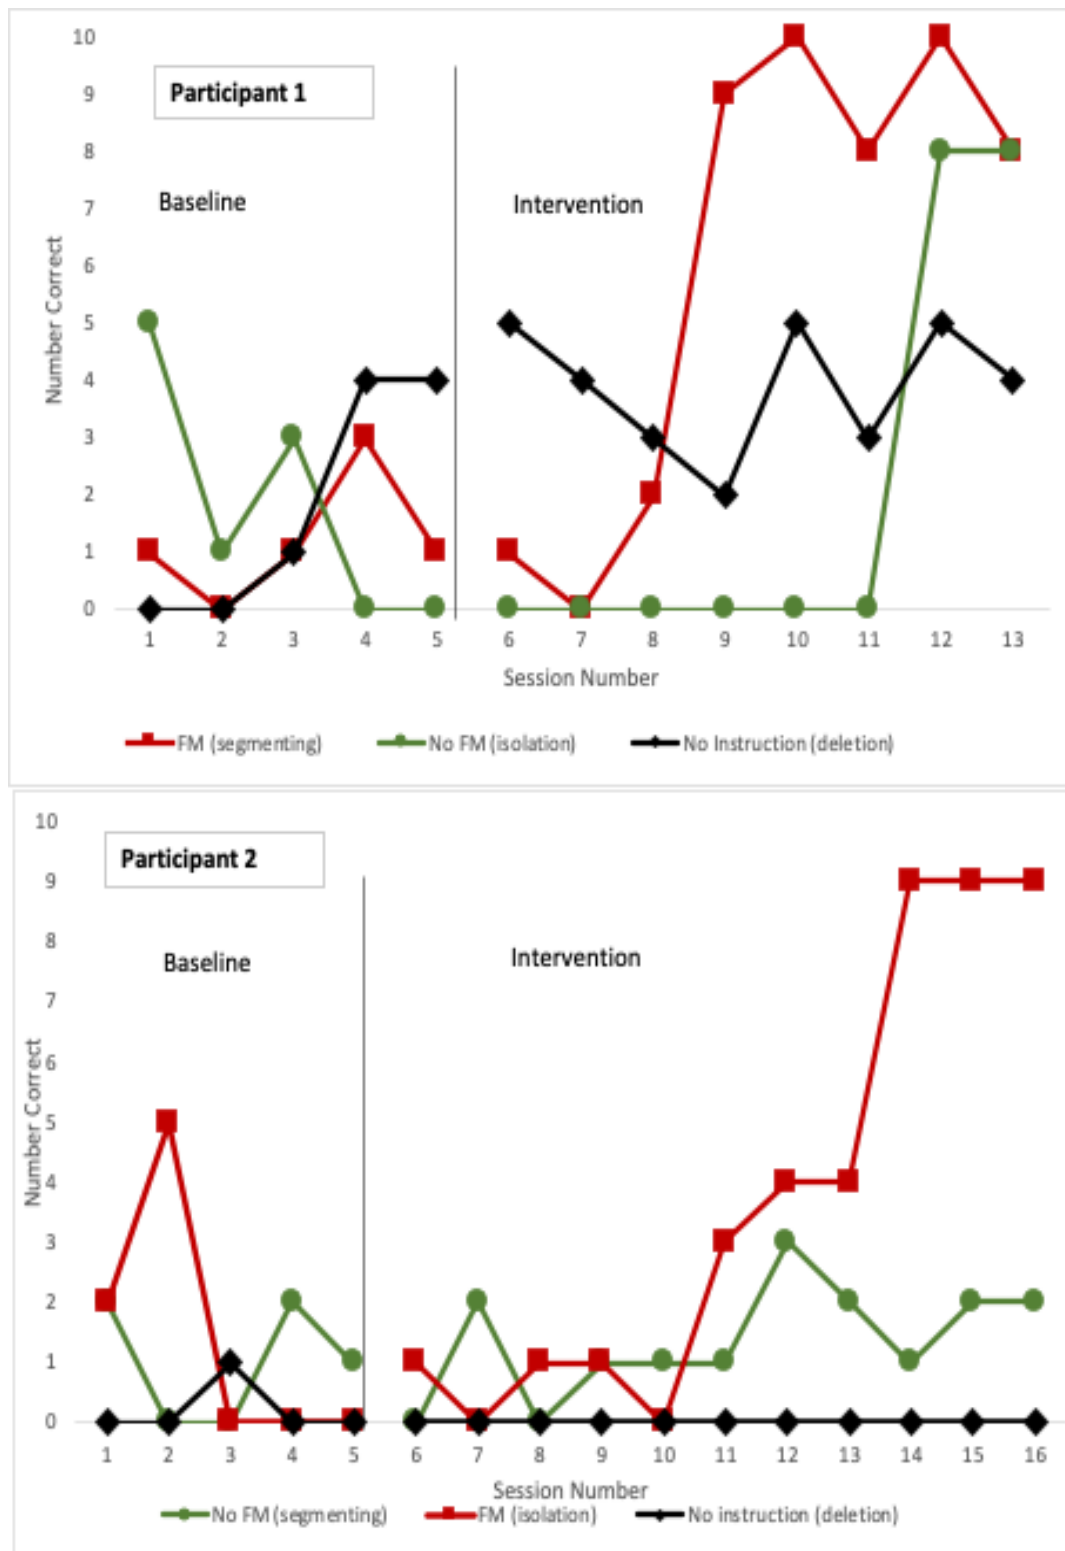 10
Participant 1
9
8
Baseline
Intervention
7
6
5
4
3
2
1
0
Number Correct
1 2 3 4 5 6 7 8 9 10 11 12 13
Session Number
FM (segmenting) No FM (isolation) No Instruction (deletion)
10
Participant 2
9
8
Baseline
Intervention
7
6
5
4
3
2
1
0
Number Correct
1 2 3 4 5 6 7 8 9 10 11 12 13 14 15 16
Session Number
No FM (segmenting) FM (isolation) No instruction (deletion)